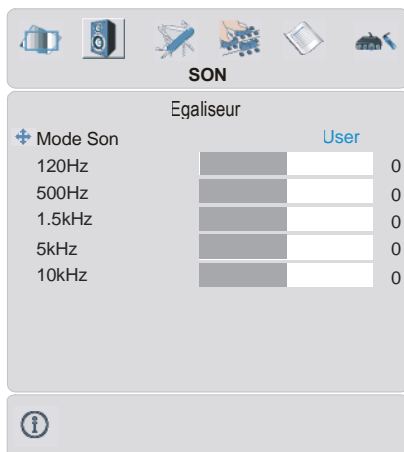 SON
Egaliseur
Mode Son User
120Hz 0
500Hz 0
1.5kHz 0
5kHz 0
10kHz 0